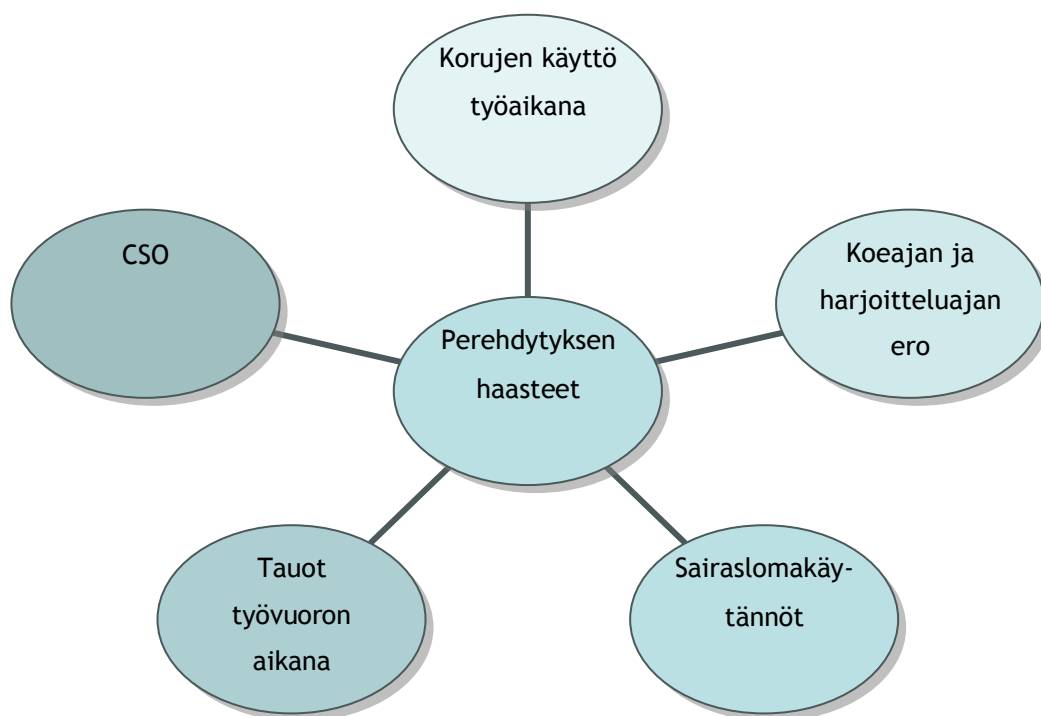 Korujen käyttö
työaikana
CSO
Koeajan ja
harjoitteluajan
ero
Perehdytyksen
haasteet
Tauot
työvuoron
aikana
Sairaslomakäy-
tännöt